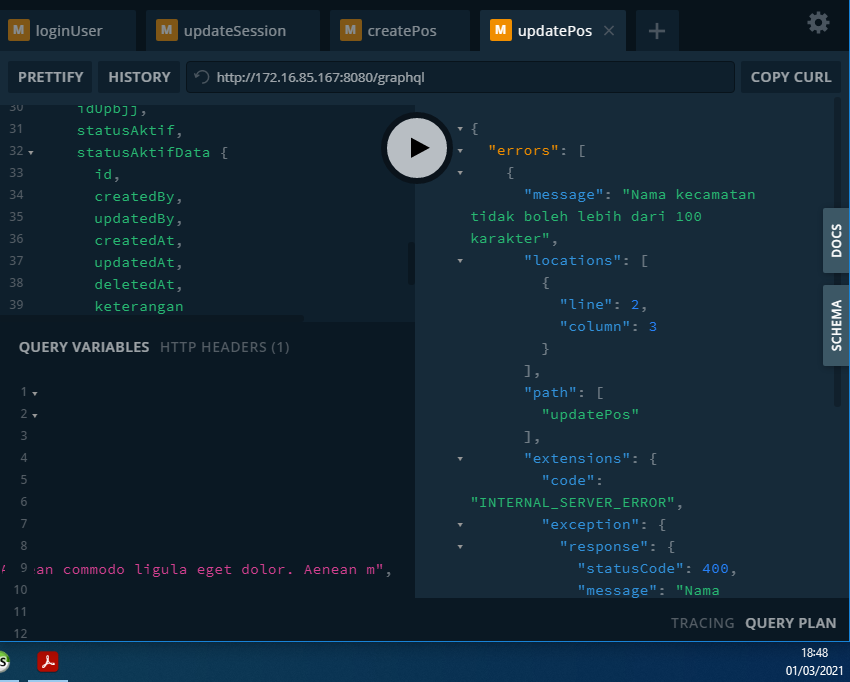 M loginUser
M updateSession
M createPos
M updatePos
PRETTIFY
HISTORY
http://172.16.85.167:8080/graphql
COPY CURL
30 idUpbjj,
31 statusAktif,
32 statusAktifData {
33 id,
34 createdBy,
35 updatedBy,
36 createdAt,
37 updatedAt,
38 deletedAt,
39 keterangan
QUERY VARIABLES HTTP HEADERS (1)
1
2
3
4
5
6
7
8
9 an commodo ligula eget dolor. Aenean m",
10
11
12
{
"errors": [
{
"message": "Nama kecamatan
tidak boleh lebih dari 100
karakter",
"locations": [
{
"line": 2,
"column": 3
}
],
"path": [
"updatePos"
],
"extensions": {
"code":
"INTERNAL_SERVER_ERROR",
"exception": {
"response": {
"statusCode": 400,
"message": "Nama
DOCS
SCHEMA
TRACING QUERY PLAN
18:48
01/03/2021